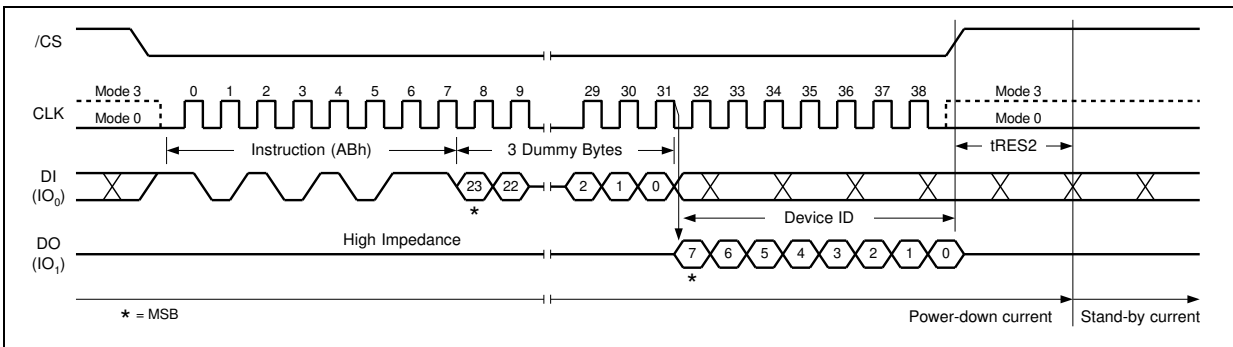 /CS
Mode 3
0 1 2 3 4 5 6 7 8 9 29 30 31 32 33 34 35 36 37 38
Mode 3
CLK
Mode 0
Mode 0
Instruction (ABh)
3 Dummy Bytes
tRES2
DI
(IO0)
23 22 2 1 0
*
Device ID
DO
(IO1)
High Impedance
7 6 5 4 3 2 1 0
*
* = MSB
Power-down current
Stand-by current